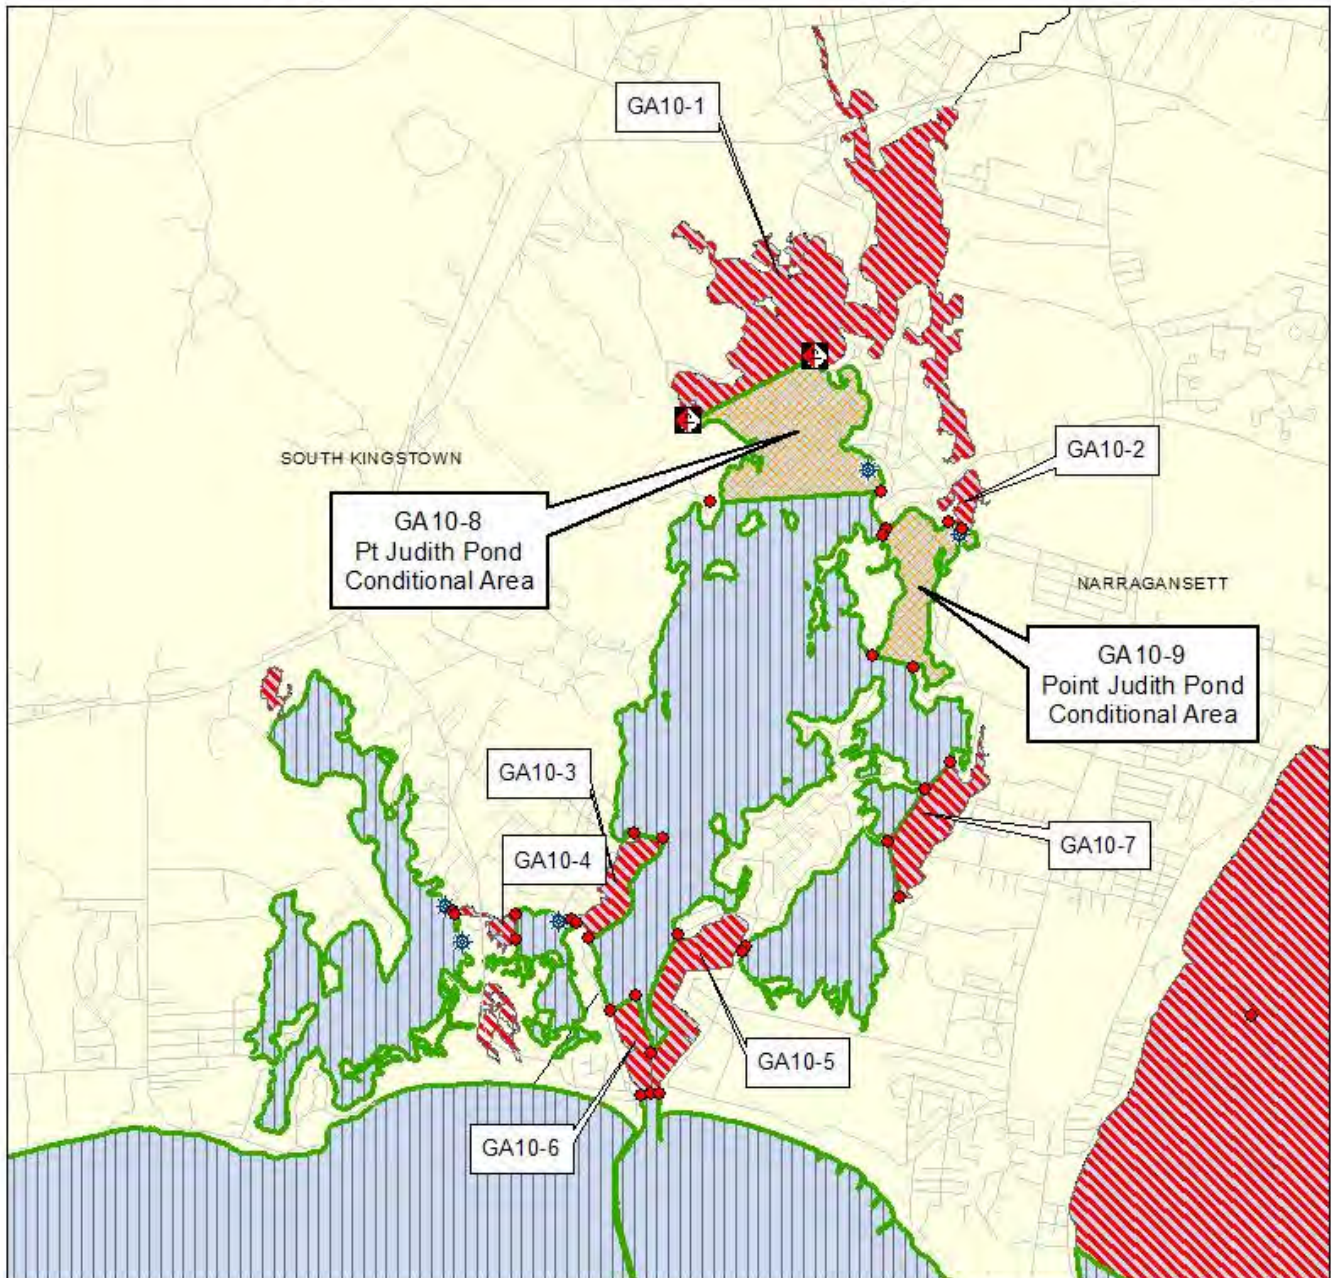 GA10-1
GA10-2
SOUTH KINGSTOWN
GA10-8
Pt Judith Pond
Conditional Area
NARRAGANSETT
GA10-9
Point Judith Pond
Conditional Area
GA10-3
GA10-4
GA10-7
GA10-5
GA10-6